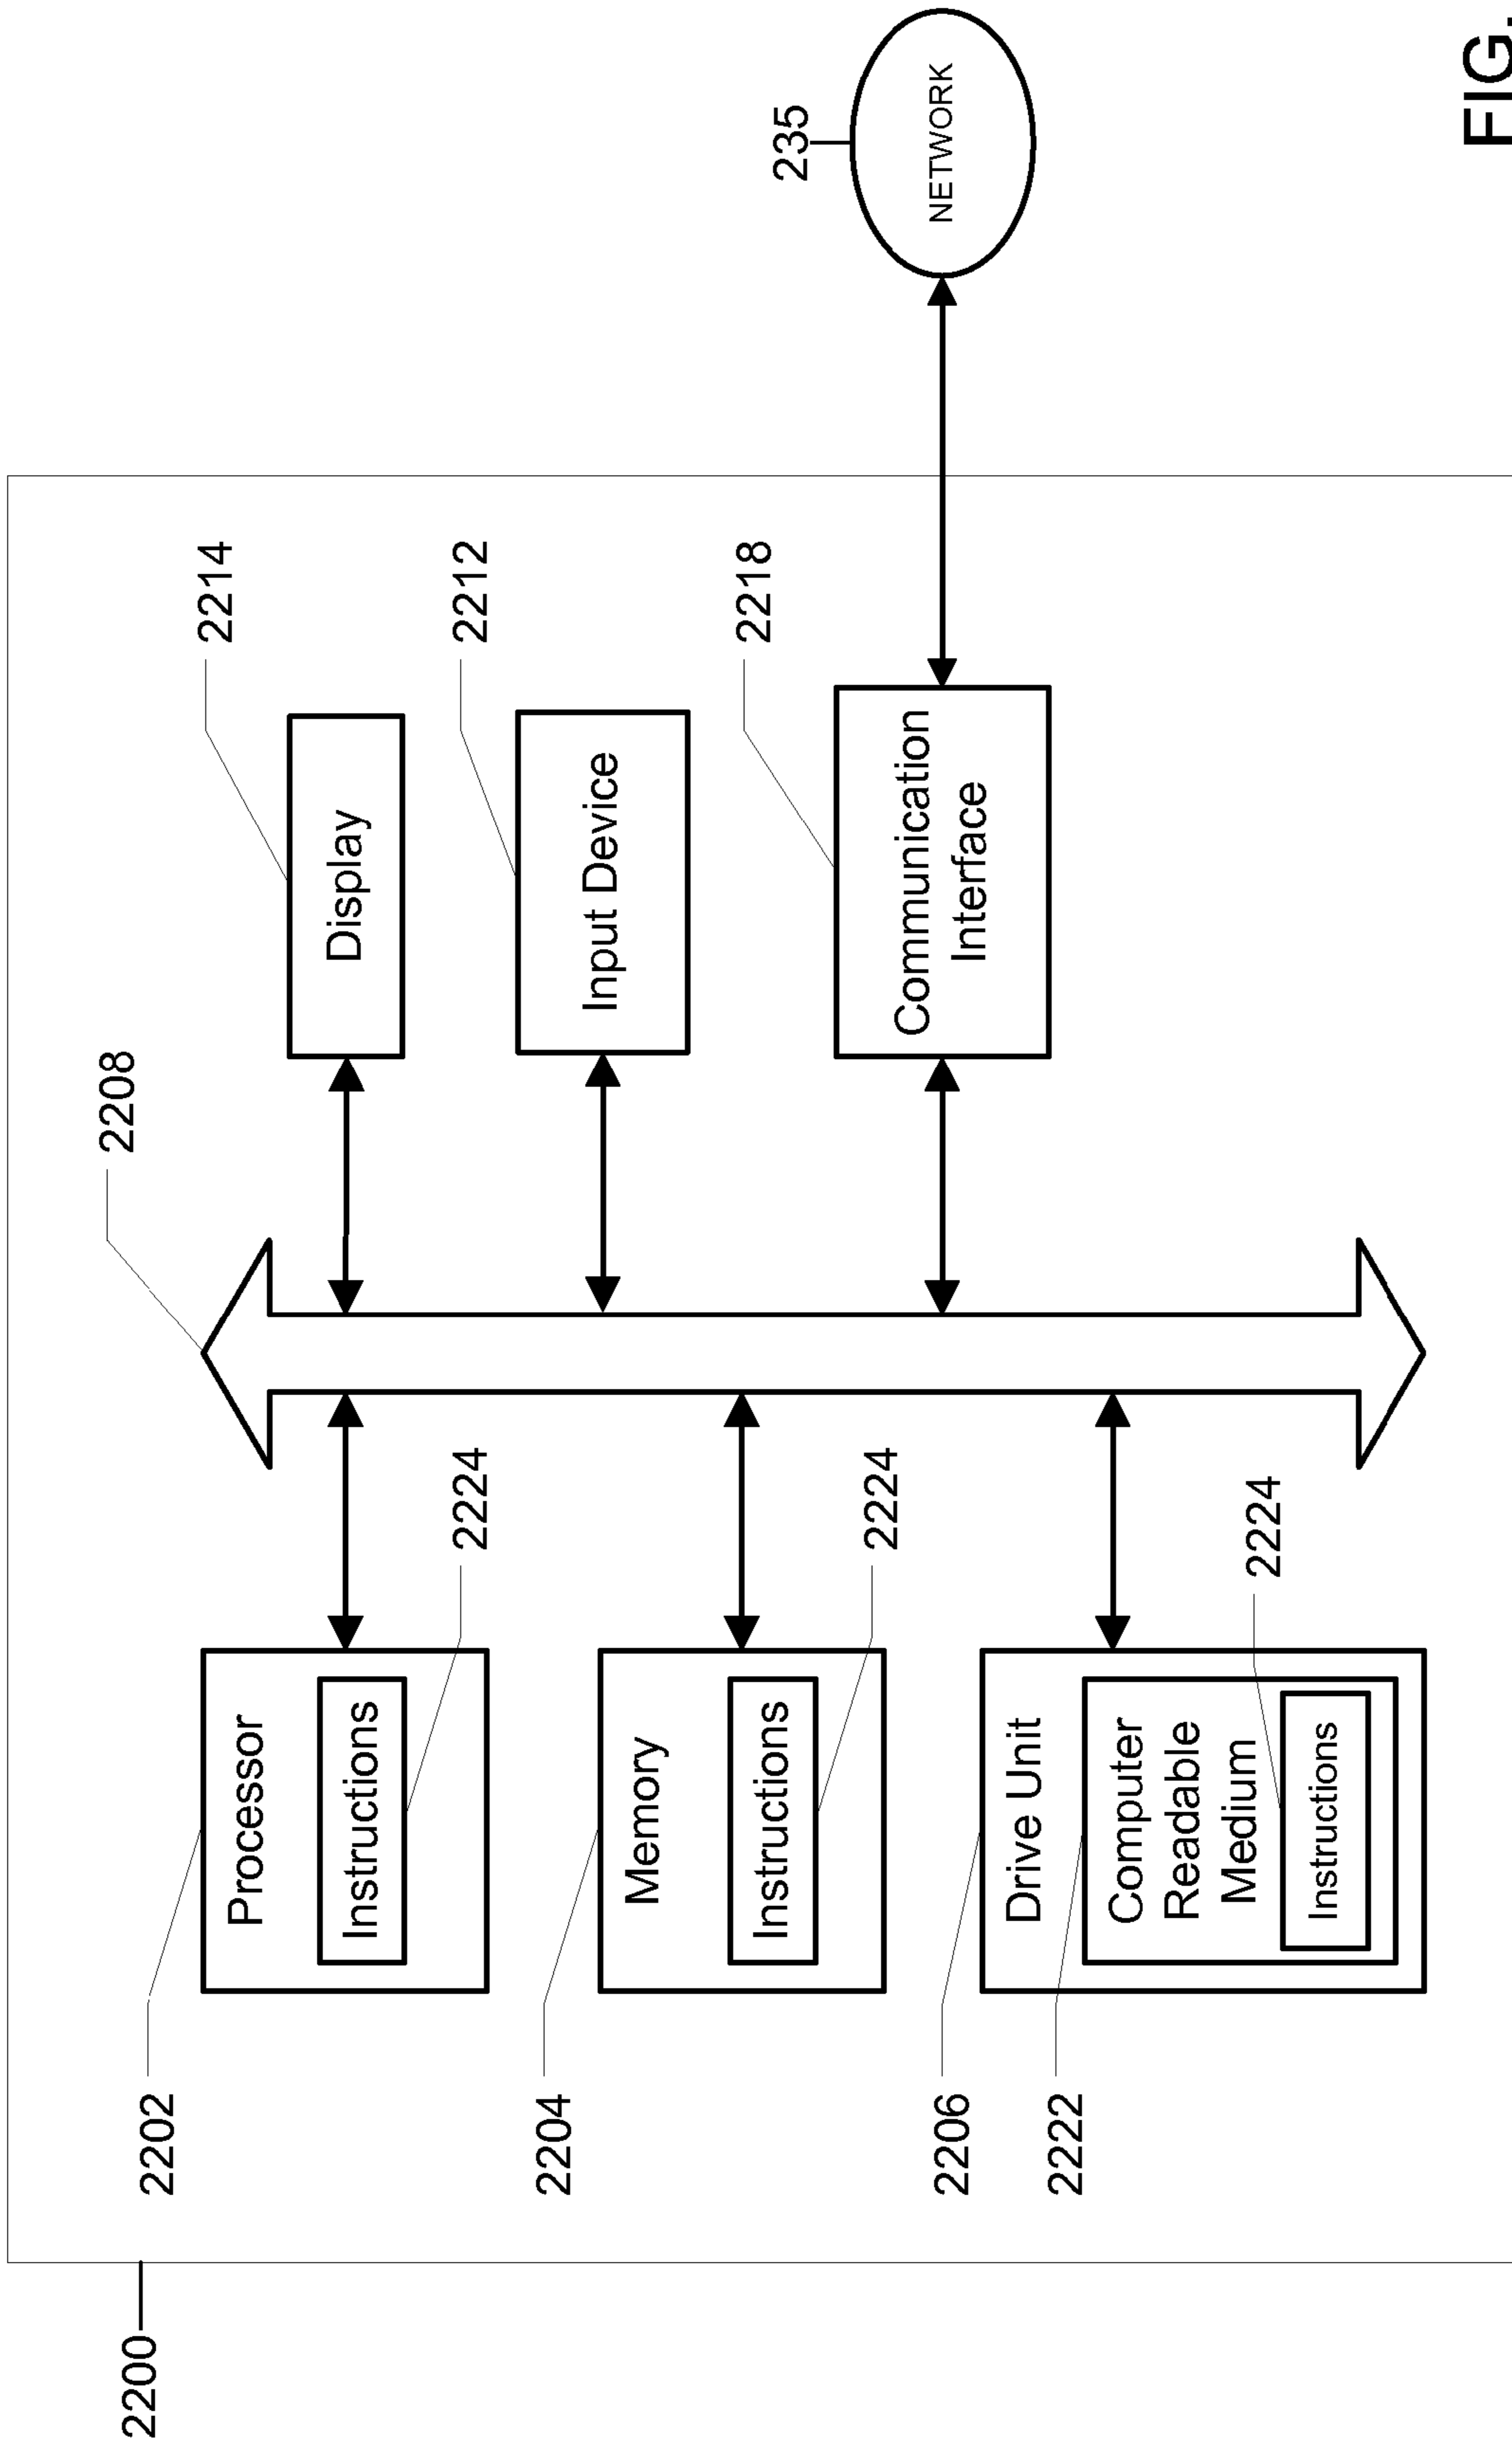 2200
2208
2202
Processor
Instructions
2224
2214
Display
2204
Memory
Instructions
2224
2212
Input Device
2206
2222
Drive Unit
Computer
Readable
Medium
Instructions
2224
2218
Communication
Interface
235
NETWORK
FIG.